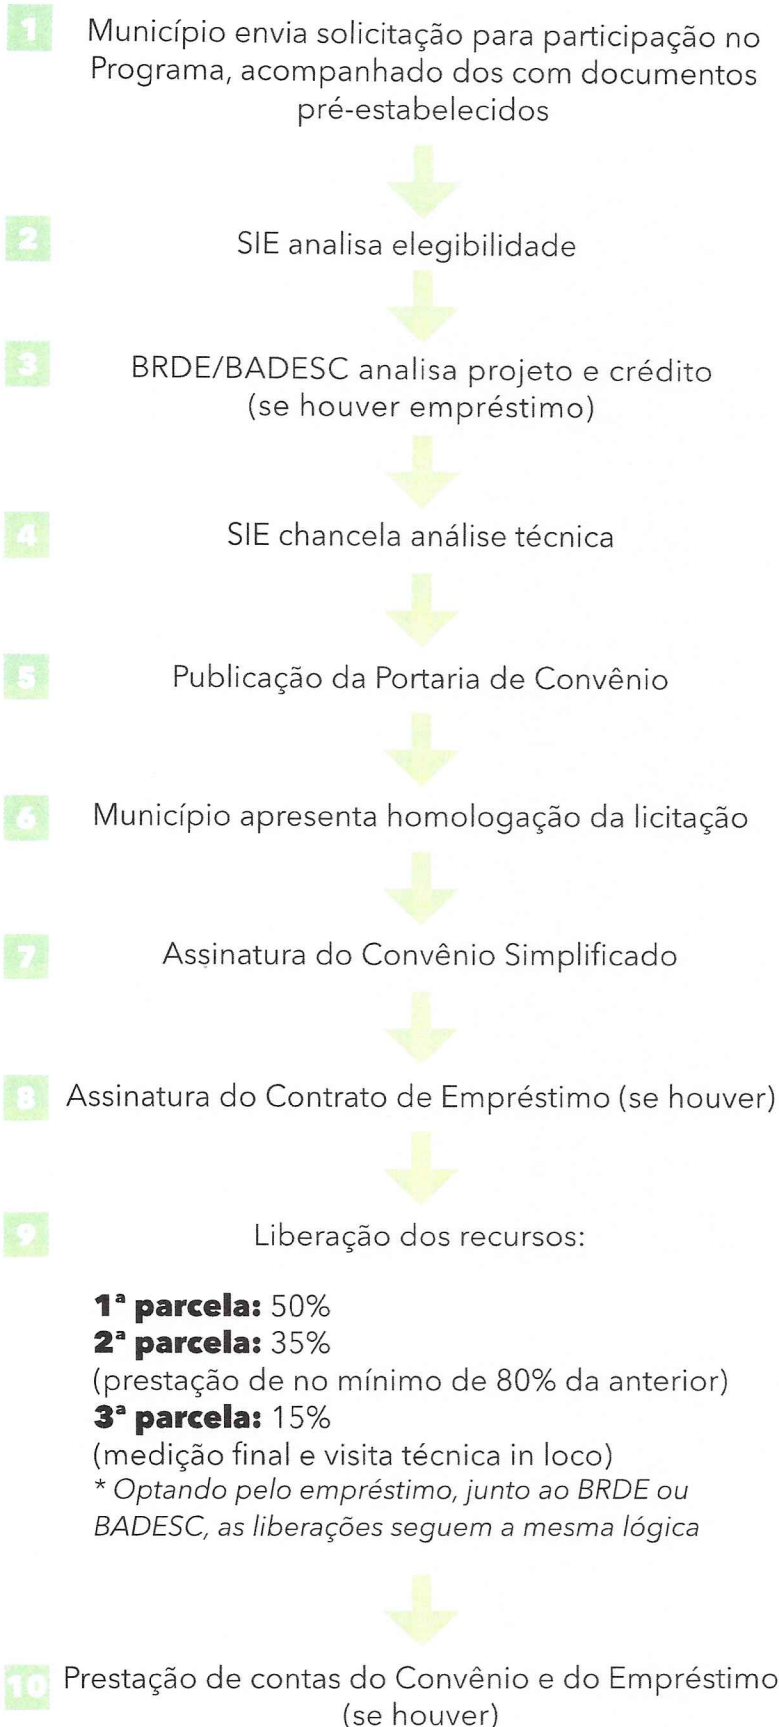 1 Município envia solicitação para participação no
Programa, acompanhado dos com documentos
pré-estabelecidos
2 SIE analisa elegibilidade
3 BRDE/BADESC analisa projeto e crédito
(se houver empréstimo)
4 SIE chancela análise técnica
5 Publicação da Portaria de Convênio
6 Município apresenta homologação da licitação
7 Assinatura do Convênio Simplificado
8 Assinatura do Contrato de Empréstimo (se houver)
9 Liberação dos recursos:
1ª parcela: 50%
2ª parcela: 35%
(prestação de no mínimo de 80% da anterior)
3ª parcela: 15%
(medição final e visita técnica in loco)
* Optando pelo empréstimo, junto ao BRDE ou
BADESC, as liberações seguem a mesma lógica
10 Prestação de contas do Convênio e do Empréstimo
(se houver)